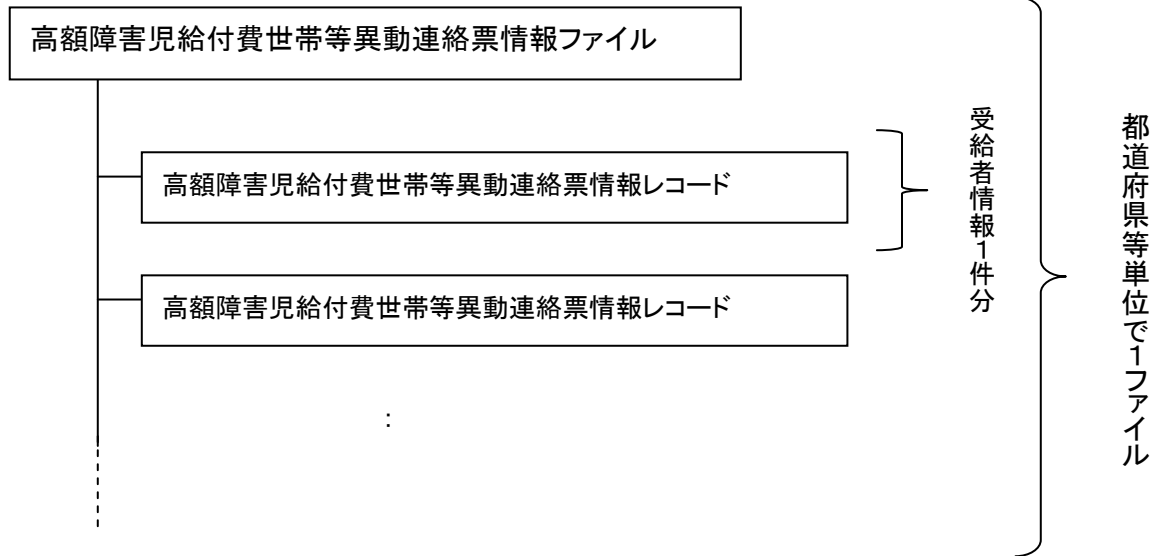 高額障害児給付費世帯等異動連絡票情報ファイル
高額障害児給付費世帯等異動連絡票情報レコード
高額障害児給付費世帯等異動連絡票情報レコード
:
受給者情報1件分
都道府県等単位で1ファイル